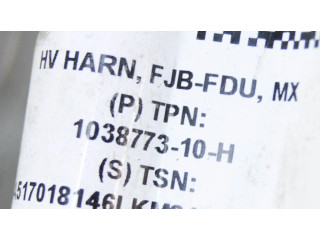 HV HARN, FJB-FDU, MX
(P) TPN:
1038773-10-H
(S) TSN: